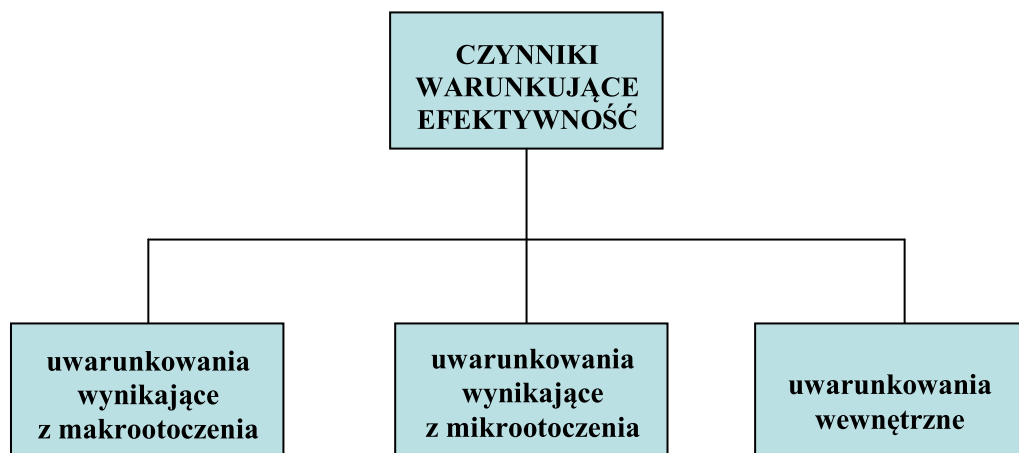 CZYNNIKI
WARUNKUJĄCE
EFEKTYWNOŚĆ
uwarunkowania
wynikające
z makrootoczenia
uwarunkowania
wynikające
z mikrootoczenia
uwarunkowania
wewnętrzne